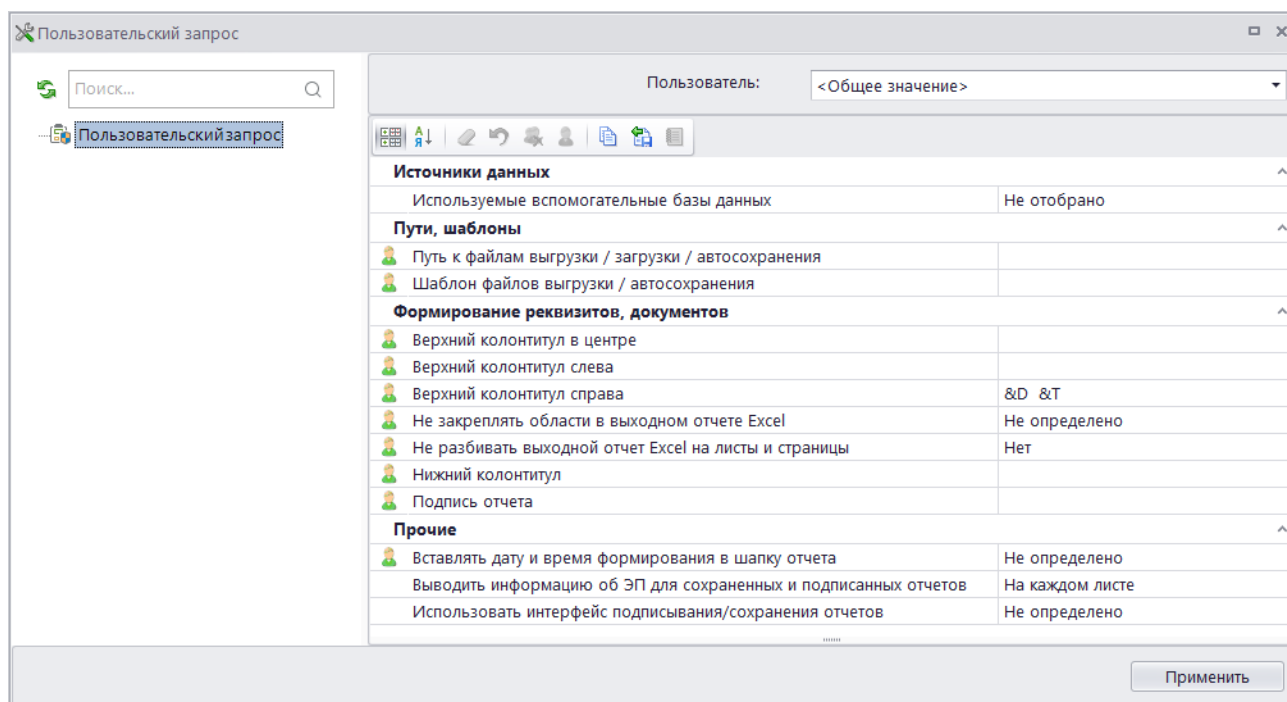 Пользовательский запрос
Поиск...
Пользовательский запрос
Пользователь: <Общее значение>
Источники данных
Используемые вспомогательные базы данных Не отобрано
Пути, шаблоны
Путь к файлам выгрузки / загрузки / автосохранения
Шаблон файлов выгрузки / автосохранения
Формирование реквизитов, документов
Верхний колонтитул в центре
Верхний колонтитул слева
Верхний колонтитул справа &D &T
Не закреплять области в выходном отчете Excel Не определено
Не разбивать выходной отчет Excel на листы и страницы Нет
Нижний колонтитул
Подпись отчета
Прочие
Вставлять дату и время формирования в шапку отчета Не определено
Выводить информацию об ЭП для сохраненных и подписанных отчетов На каждом листе
Использовать интерфейс подписывания/сохранения отчетов Не определено
Применить